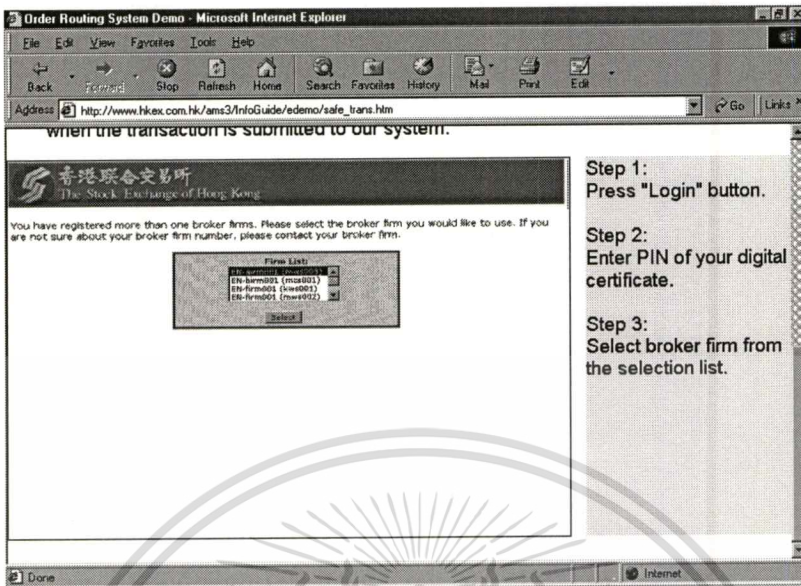 Order Routing System Demo - Microsoft Internet Explorer
File Edit View Favorites Tools Help
Back Forward Stop Refresh Home Search Favorites History Mail Print Edit
Address http://www.hkex.com.hk/ams3/InfoGuide/edemo/safe_trans.htm Go Links
when the transaction is submitted to our system.
香港联合交易所
The Stock Exchange of Hong Kong
You have registered more than one broker firms. Please select the broker firm you would like to use. If you
are not sure about your broker firm number, please contact your broker firm.
Firm List:
EN-birm001 (mcs001)
EN-firm001 (kws001)
EN-firm001 (mws002)
Select
Step 1:
Press "Login" button.
Step 2:
Enter PIN of your digital
certificate.
Step 3:
Select broker firm from
the selection list.
Done Internet